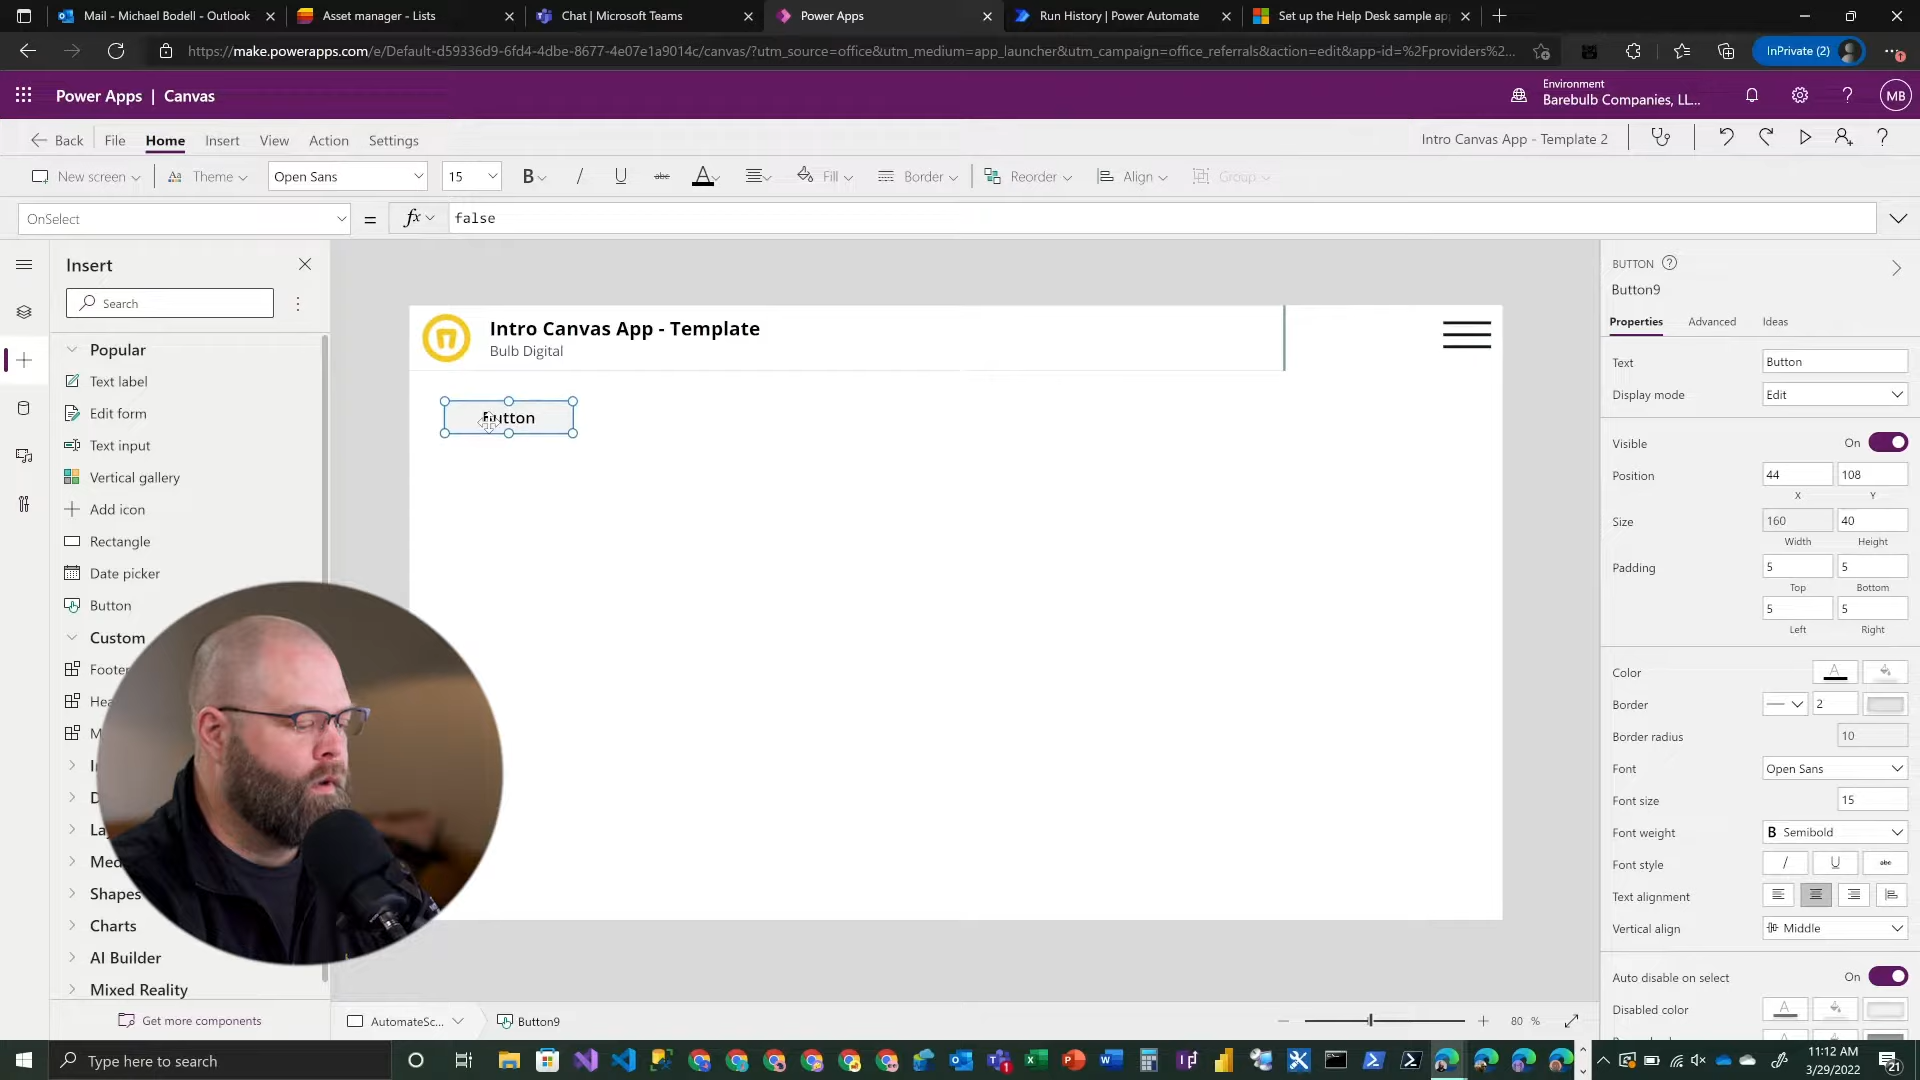 Mail - Michael Bodell - Outlook
Asset manager - Lists
Chat | Microsoft Teams
Power Apps
Run History | Power Automate
Set up the Help Desk sample app
https://make.powerapps.com/e/Default-d59336d9-6fd4-4dbe-8677-4e07e1a9014c/canvas/?utm_source=office&utm_medium=app_launcher&utm_campaign=office_referrals&action=edit&app-id=%2Fproviders%2...
InPrivate (2)
Power Apps | Canvas
Environment
Barebulb Companies, LL...
MB
Back
File
Home
Insert
View
Action
Settings
Intro Canvas App - Template 2
New screen
Theme
Open Sans
15
B
Fill
Border
Reorder
Align
Group
OnSelect
=
fx
false
Insert
Search
Popular
Text label
Edit form
Text input
Vertical gallery
Add icon
Rectangle
Date picker
Button
Custom
Footer
Hea
M
I
D
La
Med
Shapes
Charts
AI Builder
Mixed Reality
Get more components
Intro Canvas App - Template
Bulb Digital
Button
BUTTON
Button9
Properties
Advanced
Ideas
Text
Button
Display mode
Edit
Visible
On
Position
44
108
X
Y
Size
160
40
Width
Height
Padding
5
5
Top
Bottom
5
5
Left
Right
Color
Border
2
Border radius
10
Font
Open Sans
Font size
15
Font weight
B Semibold
Font style
/ U abc
Text alignment
Vertical align
Middle
Auto disable on select
On
Disabled color
AutomateSc...
Button9
80 %
Type here to search
11:12 AM
3/29/2022
21